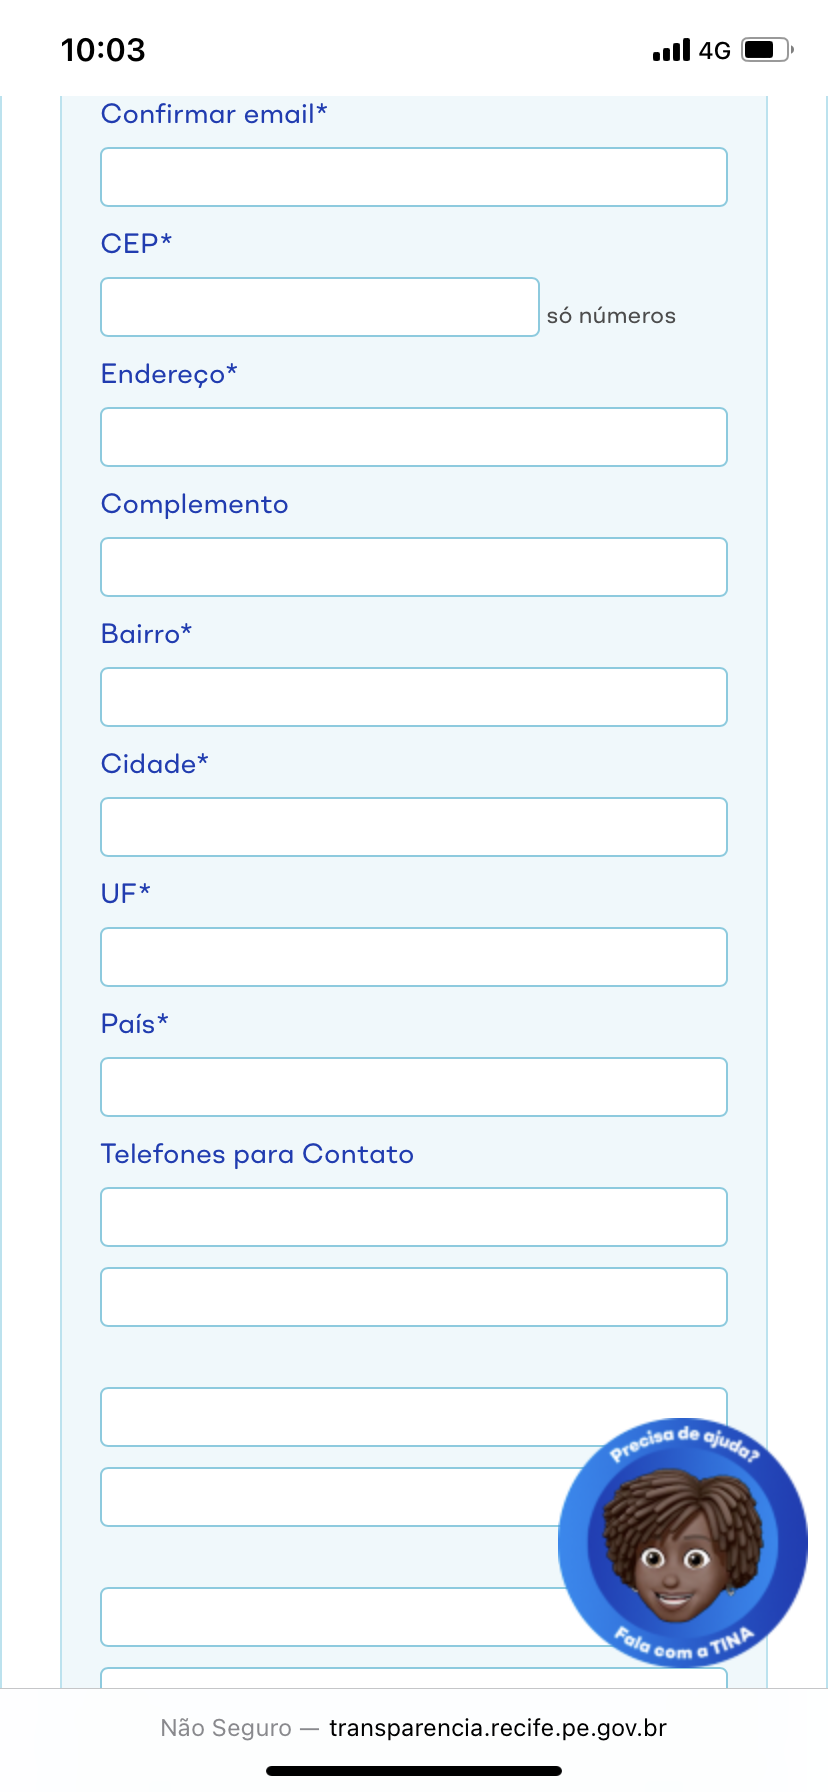 10:03
4G
Confirmar email*
CEP*
só números
Endereço*
Complemento
Bairro*
Cidade*
UF*
País*
Telefones para Contato
Precisa de ajuda?
Fala com a TINA
Não Seguro — transparencia.recife.pe.gov.br